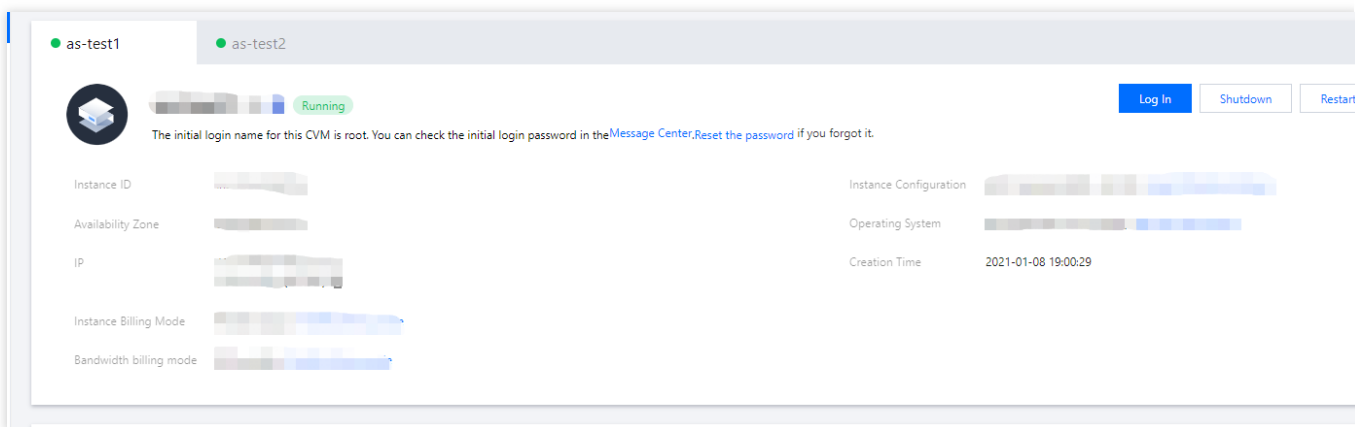 as-test1
as-test2
Running
Log In
Shutdown
Restart
The initial login name for this CVM is root. You can check the initial login password in the Message Center.Reset the password if you forgot it.
Instance ID
Instance Configuration
Availability Zone
Operating System
IP
Creation Time
2021-01-08 19:00:29
Instance Billing Mode
Bandwidth billing mode